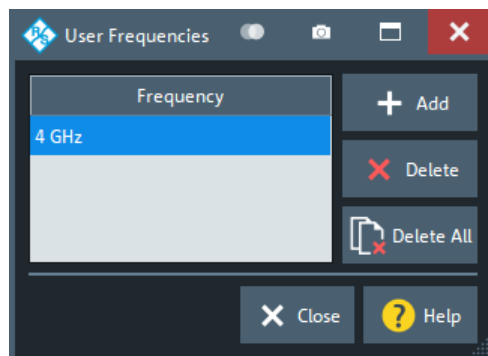 R&S User Frequencies
Frequency
4 GHz
Add
Delete
Delete All
Close
? Help